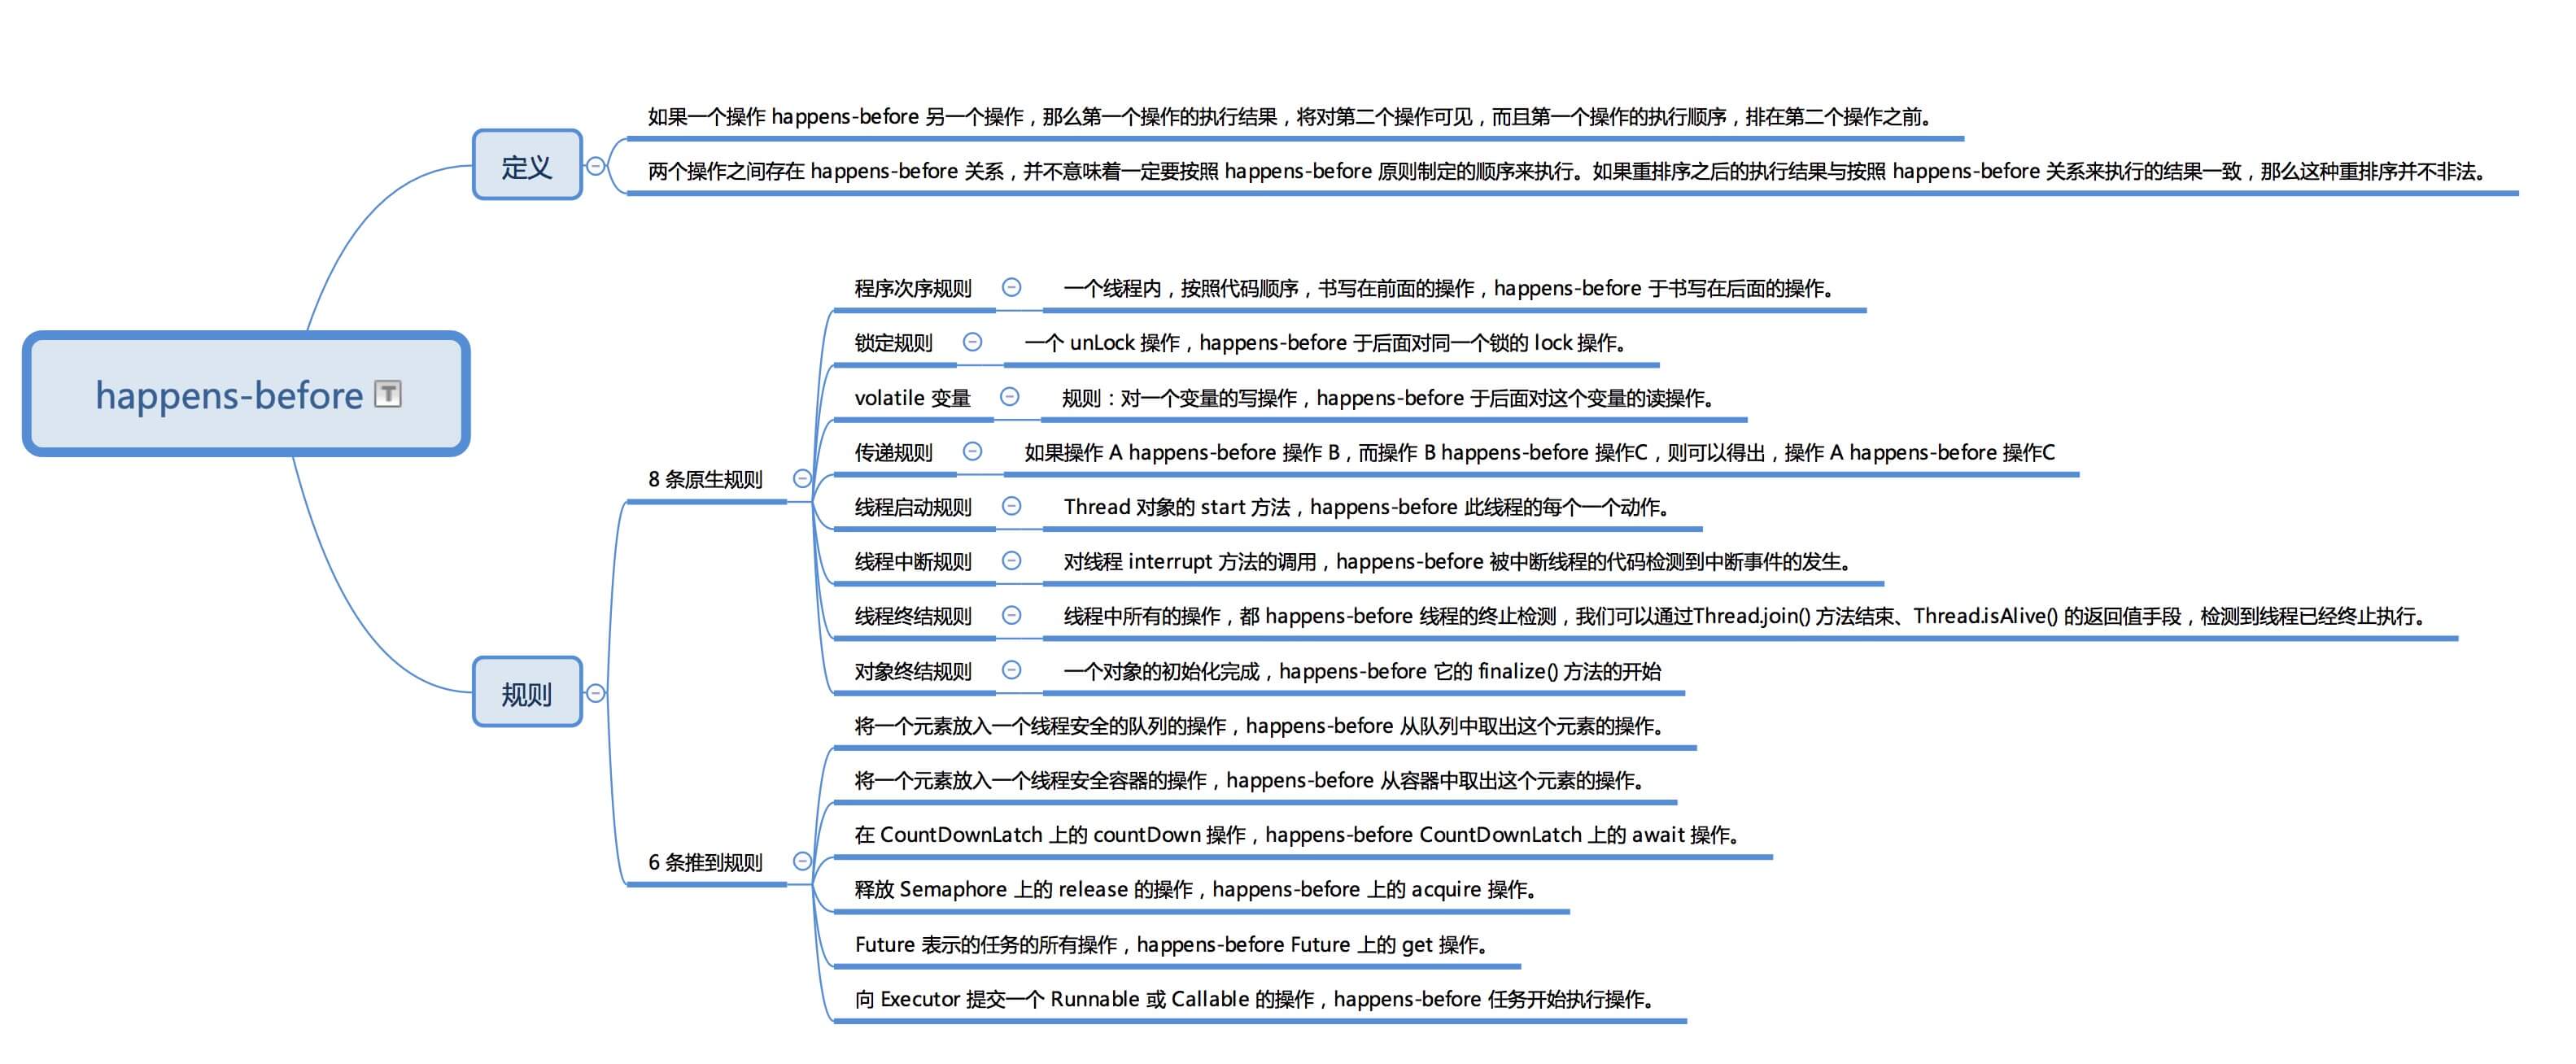 happens-before
定义
如果一个操作 happens-before 另一个操作，那么第一个操作的执行结果，将对第二个操作可见，而且第一个操作的执行顺序，排在第二个操作之前。
两个操作之间存在 happens-before 关系，并不意味着一定要按照 happens-before 原则制定的顺序来执行。如果重排序之后的执行结果与按照 happens-before 关系来执行的结果一致，那么这种重排序并不非法。
规则
8 条原生规则
程序次序规则
一个线程内，按照代码顺序，书写在前面的操作，happens-before 于书写在后面的操作。
锁定规则
一个 unLock 操作，happens-before 于后面对同一个锁的 lock 操作。
volatile 变量
规则：对一个变量的写操作，happens-before 于后面对这个变量的读操作。
传递规则
如果操作 A happens-before 操作 B，而操作 B happens-before 操作C，则可以得出，操作 A happens-before 操作C
线程启动规则
Thread 对象的 start 方法，happens-before 此线程的每个一个动作。
线程中断规则
对线程 interrupt 方法的调用，happens-before 被中断线程的代码检测到中断事件的发生。
线程终结规则
线程中所有的操作，都 happens-before 线程的终止检测，我们可以通过Thread.join() 方法结束、Thread.isAlive() 的返回值手段，检测到线程已经终止执行。
对象终结规则
一个对象的初始化完成，happens-before 它的 finalize() 方法的开始
6 条推到规则
将一个元素放入一个线程安全的队列的操作，happens-before 从队列中取出这个元素的操作。
将一个元素放入一个线程安全容器的操作，happens-before 从容器中取出这个元素的操作。
在 CountDownLatch 上的 countDown 操作，happens-before CountDownLatch 上的 await 操作。
释放 Semaphore 上的 release 的操作，happens-before 上的 acquire 操作。
Future 表示的任务的所有操作，happens-before Future 上的 get 操作。
向 Executor 提交一个 Runnable 或 Callable 的操作，happens-before 任务开始执行操作。